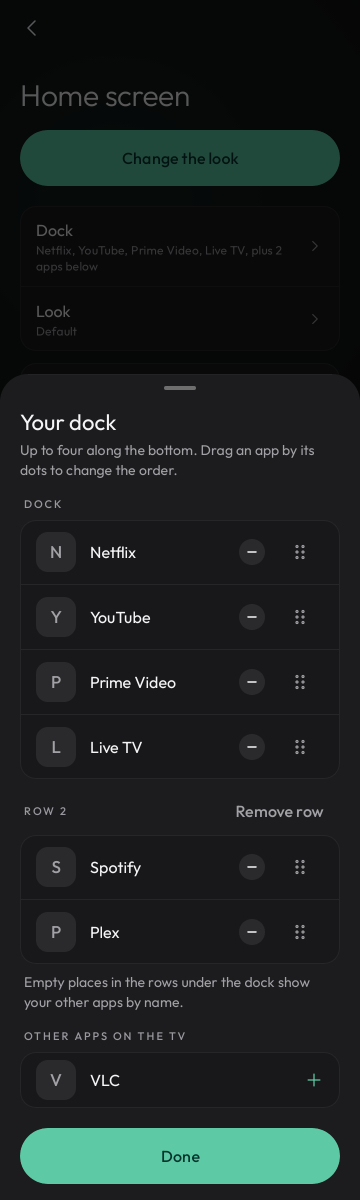 Home screen
Change the look
Dock
Netflix, YouTube, Prime Video, Live TV, plus 2
apps below
Look
Default
Your dock
Up to four along the bottom. Drag an app by its
dots to change the order.
DOCK
N Netflix
Y YouTube
P Prime Video
L Live TV
ROW 2 Remove row
S Spotify
P Plex
Empty places in the rows under the dock show
your other apps by name.
OTHER APPS ON THE TV
V VLC
Done